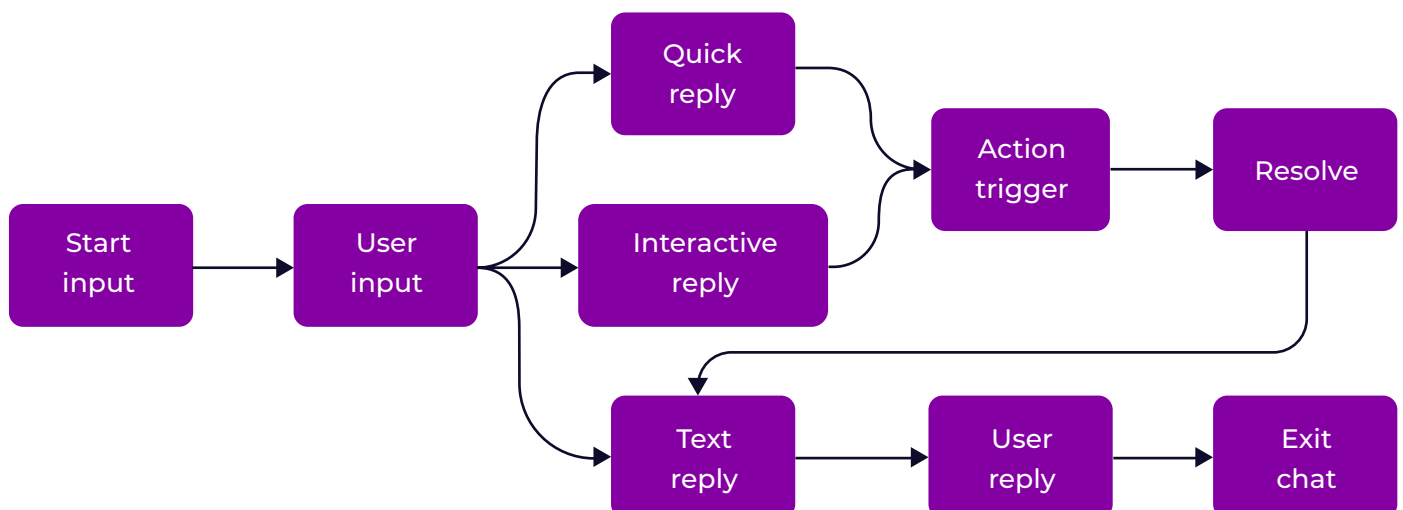 Quick
reply
Action
trigger
Resolve
Start
input
User
input
Interactive
reply
Text
reply
User
reply
Exit
chat